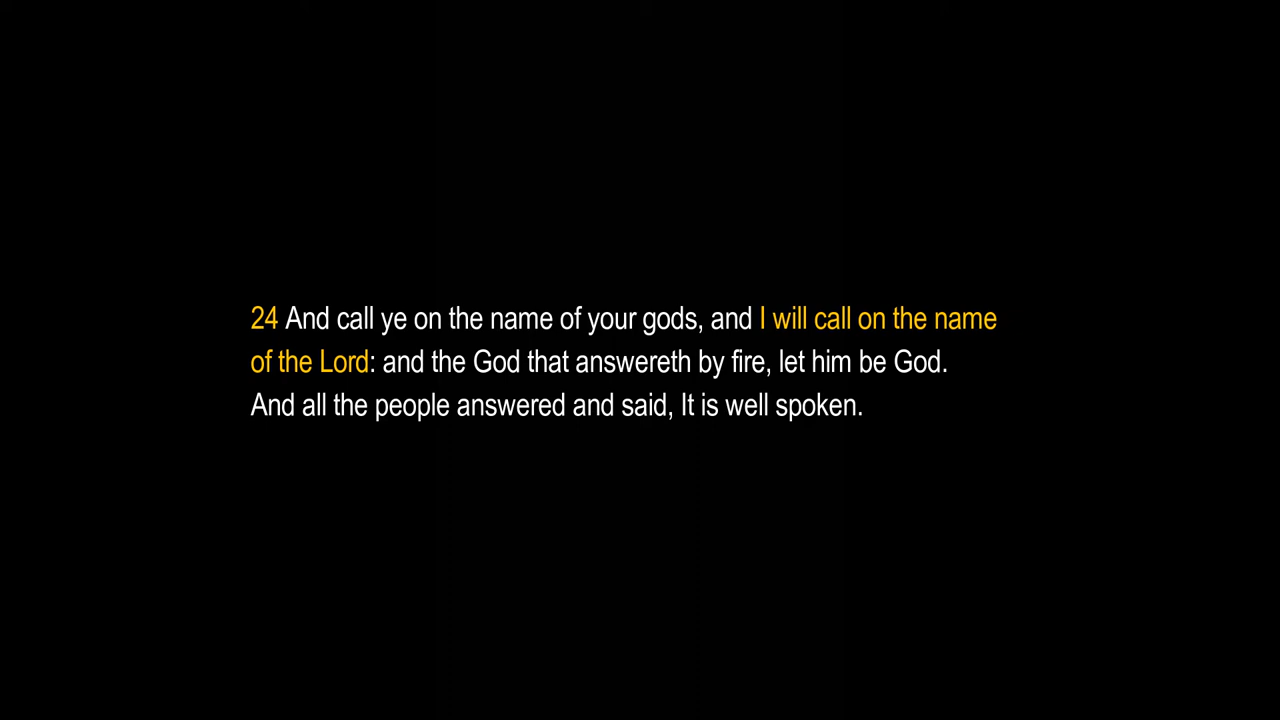 24 And call ye on the name of your gods, and I will call on the name
of the Lord: and the God that answereth by fire, let him be God.
And all the people answered and said, It is well spoken.